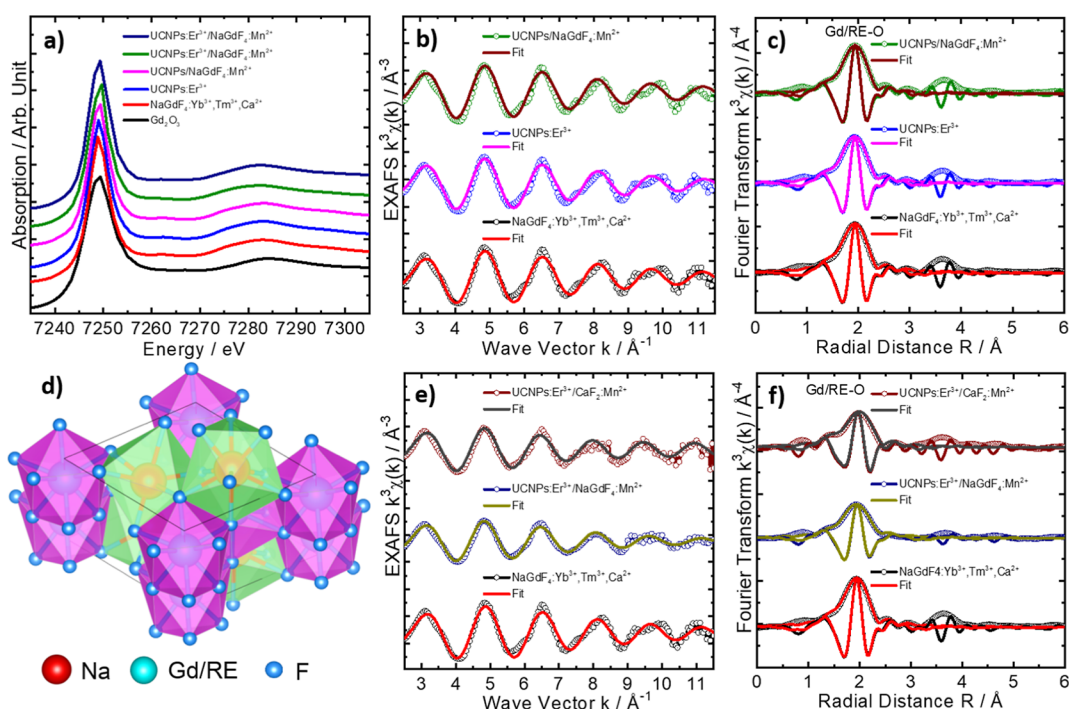 a)
UCNPs:Er³⁺/NaGdF₄:Mn²⁺
UCNPs:Er³⁺/NaGdF₄:Mn²⁺
UCNPs/NaGdF₄:Mn²⁺
UCNPs:Er³⁺
NaGdF₄:Yb³⁺,Tm³⁺,Ca²⁺
Gd₂O₃
Absorption / Arb. Unit
7240 7250 7260 7270 7280 7290 7300
Energy / eV
b)
UCNPs/NaGdF₄:Mn²⁺
Fit
UCNPs:Er³⁺
Fit
NaGdF₄:Yb³⁺,Tm³⁺,Ca²⁺
Fit
EXAFS k³χ(k) / Å⁻³
3 4 5 6 7 8 9 10 11
Wave Vector k / Å⁻¹
c)
Gd/RE-O
UCNPs/NaGdF₄:Mn²⁺
Fit
UCNPs:Er³⁺
Fit
NaGdF₄:Yb³⁺,Tm³⁺,Ca²⁺
Fit
Fourier Transform k³χ(k) / Å⁻⁴
0 1 2 3 4 5 6
Radial Distance R / Å
d)
Na Gd/RE F
e)
UCNPs:Er³⁺/CaF₂:Mn²⁺
Fit
UCNPs:Er³⁺/NaGdF₄:Mn²⁺
Fit
NaGdF₄:Yb³⁺,Tm³⁺,Ca²⁺
Fit
EXAFS k³χ(k) / Å⁻³
3 4 5 6 7 8 9 10 11
Wave Vector k / Å⁻¹
f)
Gd/RE-O
UCNPs:Er³⁺/CaF₂:Mn²⁺
Fit
UCNPs:Er³⁺/NaGdF₄:Mn²⁺
Fit
NaGdF4:Yb³⁺,Tm³⁺,Ca²⁺
Fit
Fourier Transform k³χ(k) / Å⁻⁴
0 1 2 3 4 5 6
Radial Distance R / Å